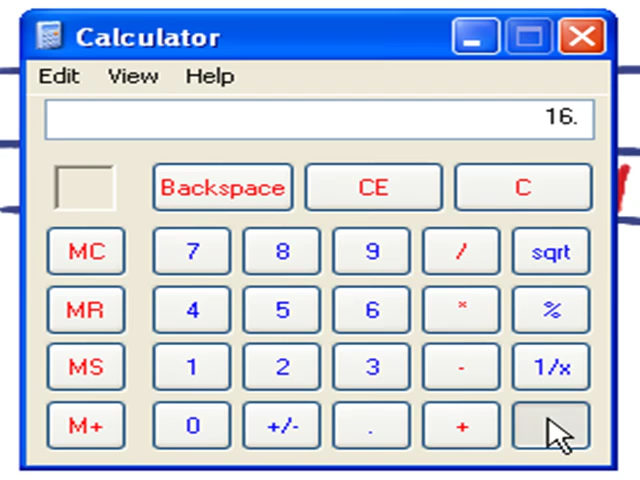 Calculator
Edit View Help
16.
Backspace CE C
MC 7 8 9 / sqrt
MR 4 5 6 * %
MS 1 2 3 - 1/x
M+ 0 +/- . +